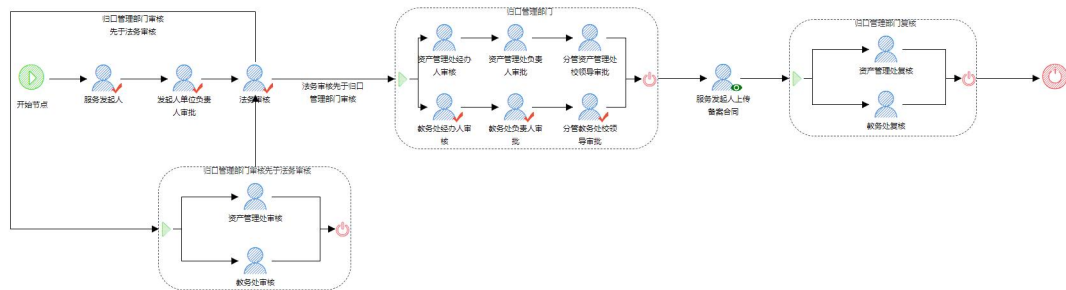 归口管理部门审核
先于法务审核
开始节点
服务发起人
发起人单位负责
人审批
法务审核
法务审核先于归口
管理部门审核
归口管理部门
资产管理处经办
人审核
资产管理处负责
人审批
分管资产管理处
校领导审批
教务处经办人审
核
教务处负责人审
批
分管教务处校领
导审批
服务发起人上传
备案合同
归口管理部门复核
资产管理处复核
教务处复核
归口管理部门审核先于法务审核
资产管理处审核
教务处审核